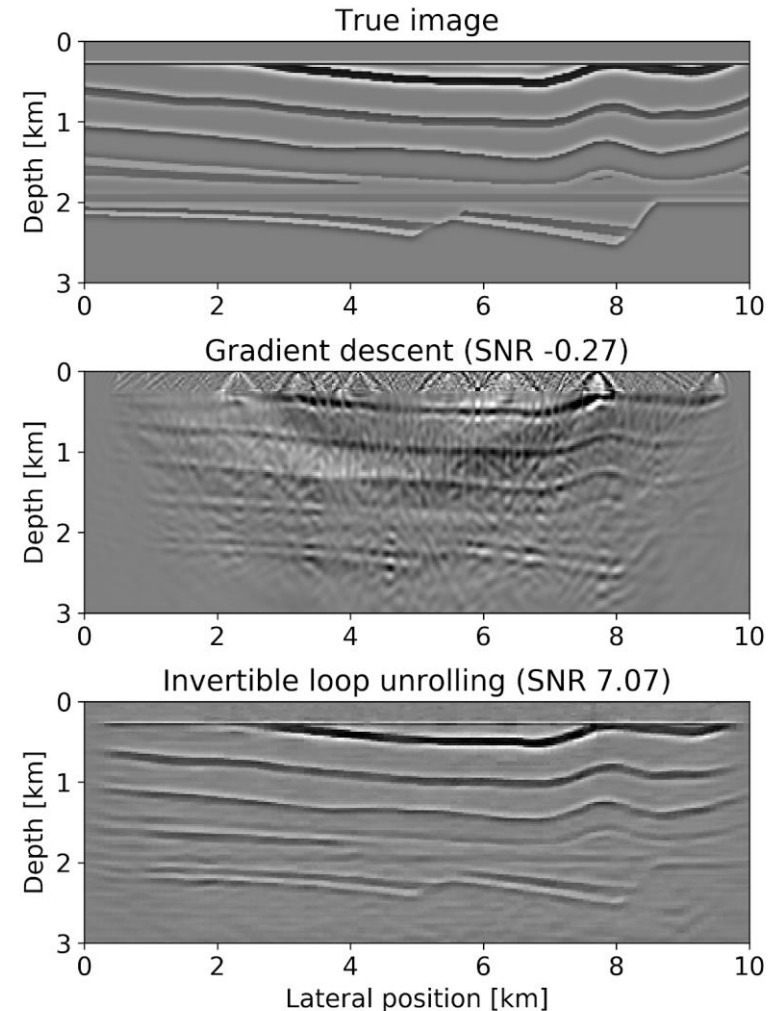 True image
0
1
2
3
Depth [km]
0 2 4 6 8 10
Gradient descent (SNR -0.27)
0
1
2
3
Depth [km]
0 2 4 6 8 10
Invertible loop unrolling (SNR 7.07)
0
1
2
3
Depth [km]
0 2 4 6 8 10
Lateral position [km]